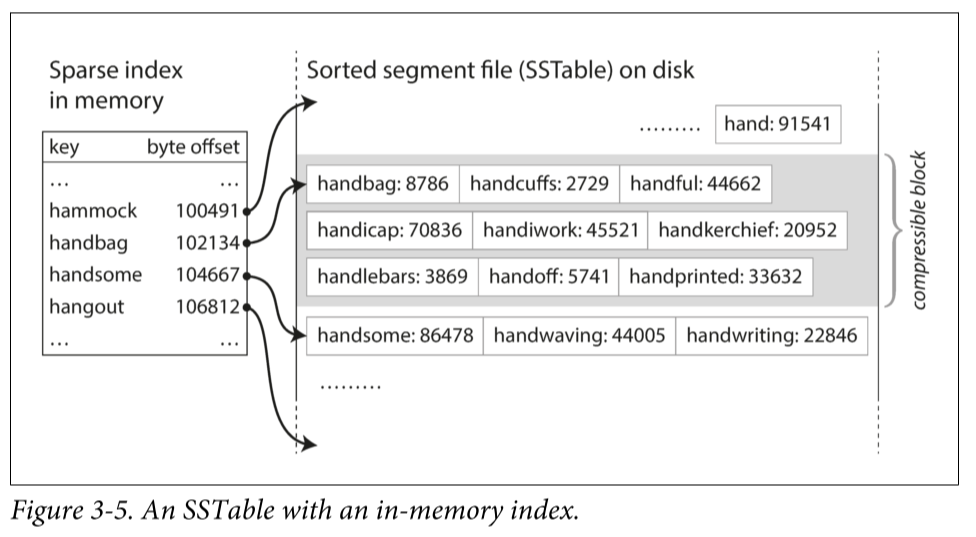 Sparse index
in memory
key byte offset
... ...
hammock 100491
handbag 102134
handsome 104667
hangout 106812
... ...
Sorted segment file (SSTable) on disk
......... hand: 91541
handbag: 8786 handcuffs: 2729 handful: 44662
handicap: 70836 handiwork: 45521 handkerchief: 20952
handlebars: 3869 handoff: 5741 handprinted: 33632
handsome: 86478 handwaving: 44005 handwriting: 22846
.........
compressible block
Figure 3-5. An SSTable with an in-memory index.